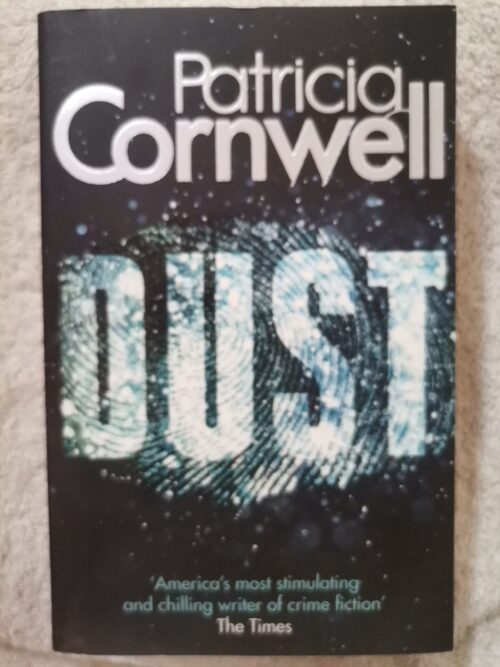 Patricia
Cornwell
DUST
'America's most stimulating
and chilling writer of crime fiction'
The Times